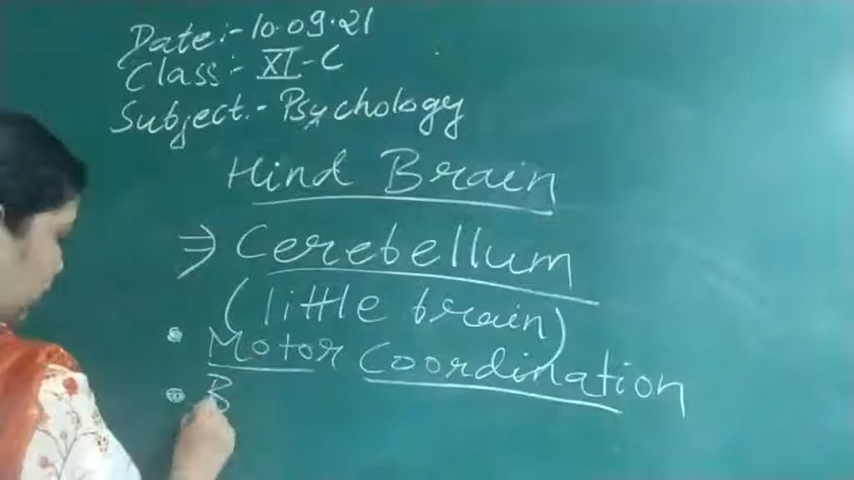 Date:- 10.09.21
Class:- XI-C
Subject.- Psychology
Hind Brain
⇒ Cerebellum
(little brain)
• Motor Coordination
• B